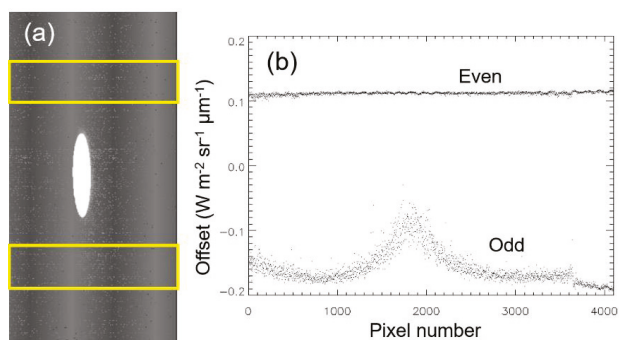 (a)
(b)
Offset (W m⁻² sr⁻¹ μm⁻¹)
0.2
0.1
0.0
-0.1
-0.2
Even
Odd
0 1000 2000 3000 4000
Pixel number